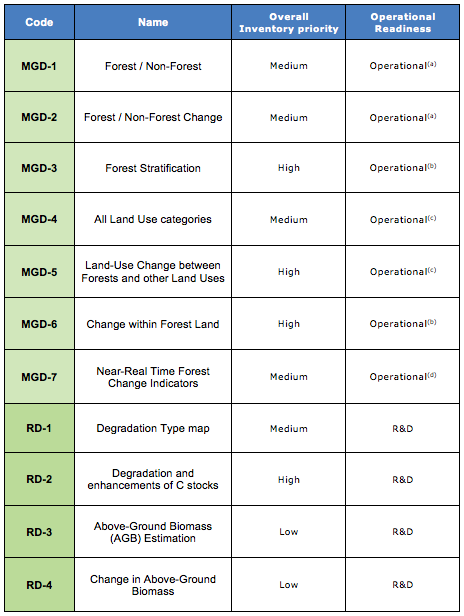 Code Name Overall Inventory priority Operational Readiness
MGD-1 Forest / Non-Forest Medium Operational(a)
MGD-2 Forest / Non-Forest Change Medium Operational(a)
MGD-3 Forest Stratification High Operational(b)
MGD-4 All Land Use categories Medium Operational(c)
MGD-5 Land-Use Change between Forests and other Land Uses High Operational(c)
MGD-6 Change within Forest Land High Operational(b)
MGD-7 Near-Real Time Forest Change Indicators Medium Operational(d)
RD-1 Degradation Type map Medium R&D
RD-2 Degradation and enhancements of C stocks High R&D
RD-3 Above-Ground Biomass (AGB) Estimation Low R&D
RD-4 Change in Above-Ground Biomass Low R&D